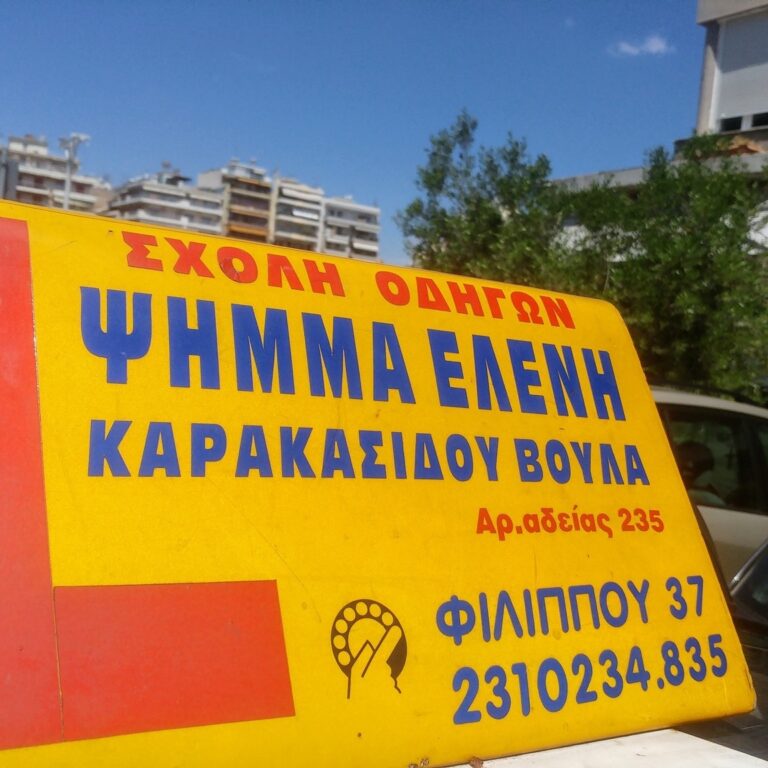 ΣΧΟΛΗ ΟΔΗΓΩΝ
ΨΗΜΜΑ ΕΛΕΝΗ
ΚΑΡΑΚΑΣΙΔΟΥ ΒΟΥΛΑ
Αρ.αδείας 235
ΦΙΛΙΠΠΟΥ 37
2310234.835